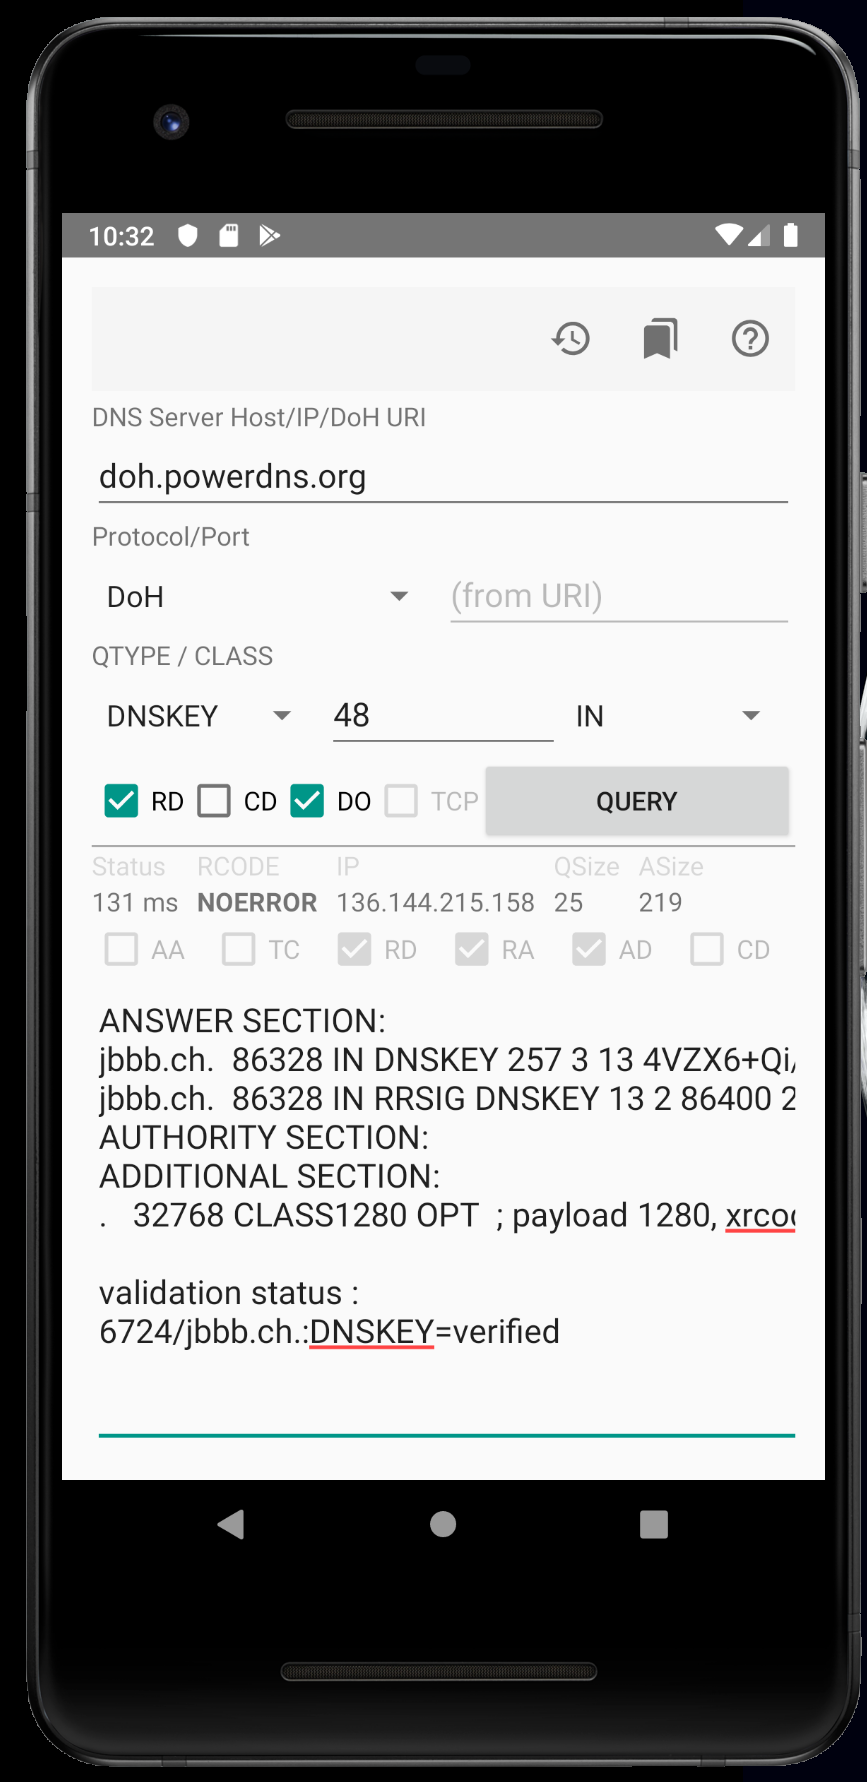 10:32
DNS Server Host/IP/DoH URI
doh.powerdns.org
Protocol/Port
DoH (from URI)
QTYPE / CLASS
DNSKEY 48 IN
RD CD DO TCP QUERY
Status RCODE IP QSize ASize
131 ms NOERROR 136.144.215.158 25 219
AA TC RD RA AD CD
ANSWER SECTION:
jbbb.ch. 86328 IN DNSKEY 257 3 13 4VZX6+Qi
jbbb.ch. 86328 IN RRSIG DNSKEY 13 2 86400 2
AUTHORITY SECTION:
ADDITIONAL SECTION:
. 32768 CLASS1280 OPT ; payload 1280, xrco
validation status :
6724/jbbb.ch.:DNSKEY=verified